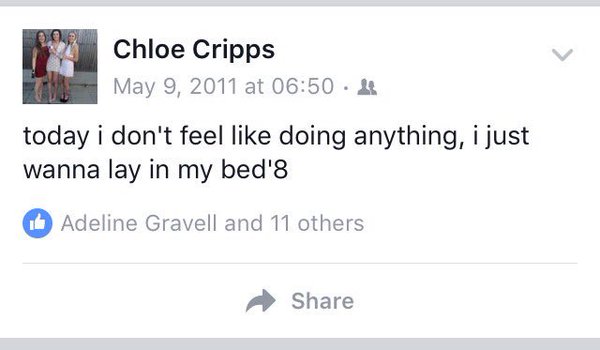 Chloe Cripps
May 9, 2011 at 06:50 ·
today i don't feel like doing anything, i just
wanna lay in my bed'8
Adeline Gravell and 11 others
Share